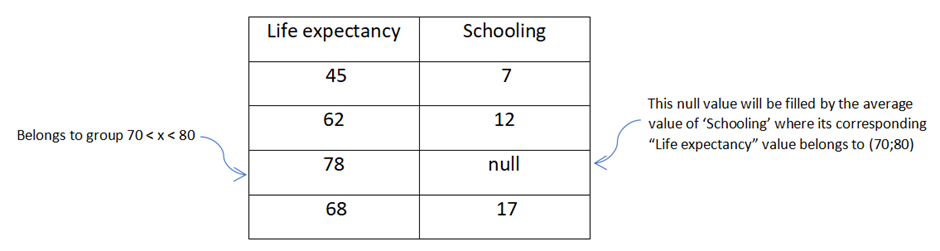 Life expectancy Schooling
45 7
This null value will be filled by the average
62 12
value of ‘Schooling’ where its corresponding
Belongs to group 70 < x < 80
“Life expectancy” value belongs to (70;80)
78 null
68 17